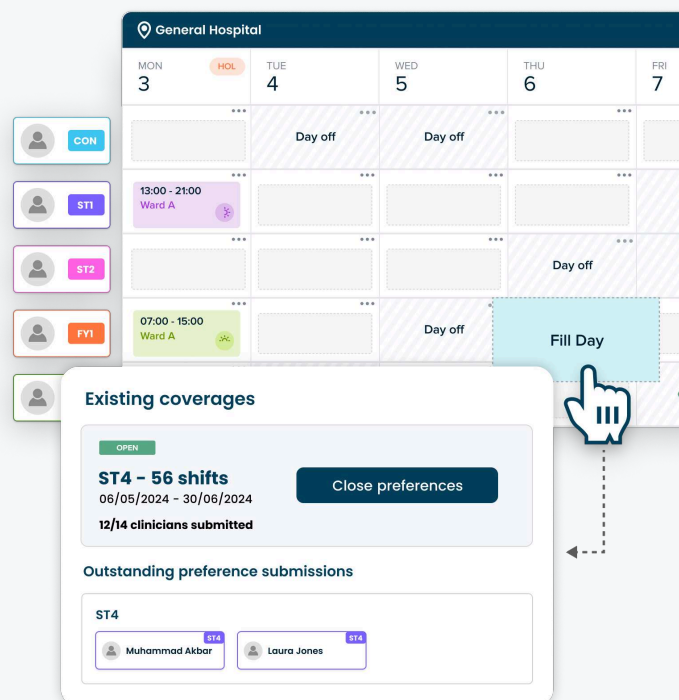 General Hospital
MON
3
HOL
TUE
4
WED
5
THU
6
FRI
7
CON
Day off
Day off
ST1
13:00 - 21:00
Ward A
ST2
Day off
FY1
07:00 - 15:00
Ward A
Day off
Fill Day
Existing coverages
OPEN
ST4 - 56 shifts
06/05/2024 - 30/06/2024
12/14 clinicians submitted
Close preferences
Outstanding preference submissions
ST4
Muhammad Akbar
ST4
Laura Jones
ST4